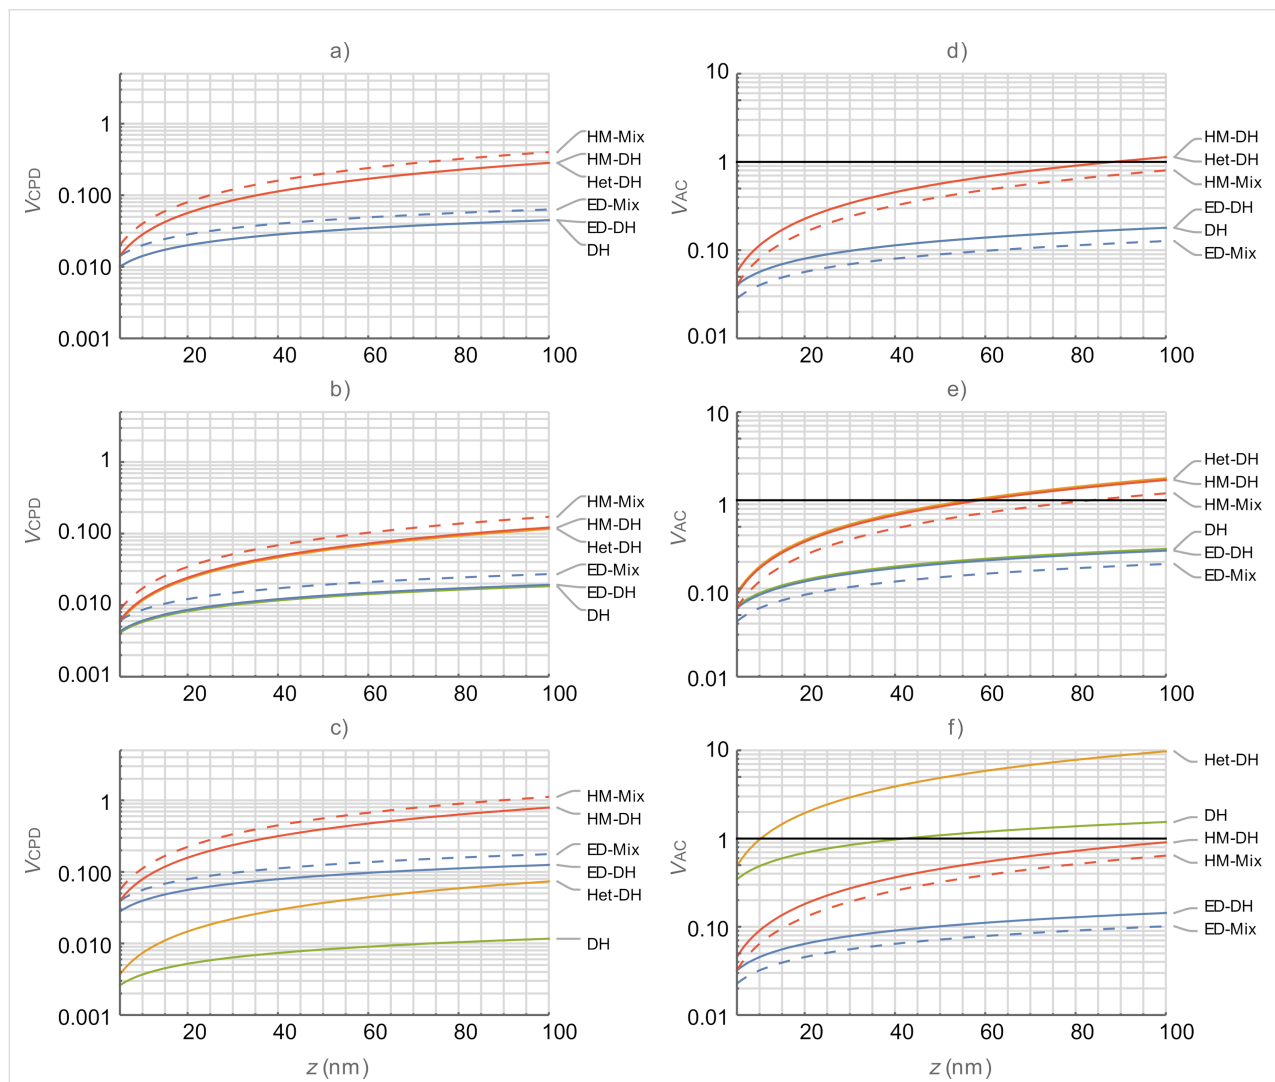 a)
V_CPD
1
0.100
0.010
0.001
20 40 60 80 100
HM-Mix
HM-DH
Het-DH
ED-Mix
ED-DH
DH
d)
V_AC
10
1
0.10
0.01
20 40 60 80 100
HM-DH
Het-DH
HM-Mix
ED-DH
DH
ED-Mix
b)
V_CPD
1
0.100
0.010
0.001
20 40 60 80 100
HM-Mix
HM-DH
Het-DH
ED-Mix
ED-DH
DH
e)
V_AC
10
1
0.10
0.01
20 40 60 80 100
Het-DH
HM-DH
HM-Mix
DH
ED-DH
ED-Mix
c)
V_CPD
1
0.100
0.010
0.001
20 40 60 80 100
z (nm)
HM-Mix
HM-DH
ED-Mix
ED-DH
Het-DH
DH
f)
V_AC
10
1
0.10
0.01
20 40 60 80 100
z (nm)
Het-DH
DH
HM-DH
HM-Mix
ED-DH
ED-Mix